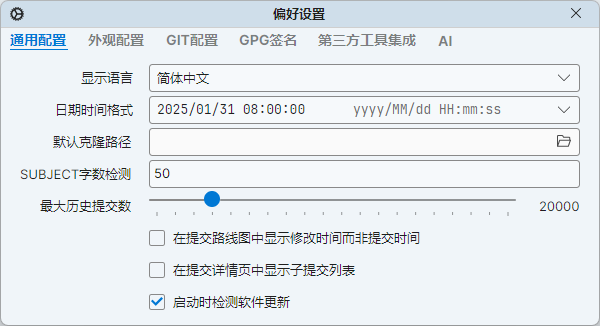 偏好设置
通用配置 外观配置 GIT配置 GPG签名 第三方工具集成 AI
显示语言 简体中文
日期时间格式 2025/01/31 08:00:00 yyyy/MM/dd HH:mm:ss
默认克隆路径
SUBJECT字数检测 50
最大历史提交数 20000
在提交路线图中显示修改时间而非提交时间
在提交详情页中显示子提交列表
启动时检测软件更新